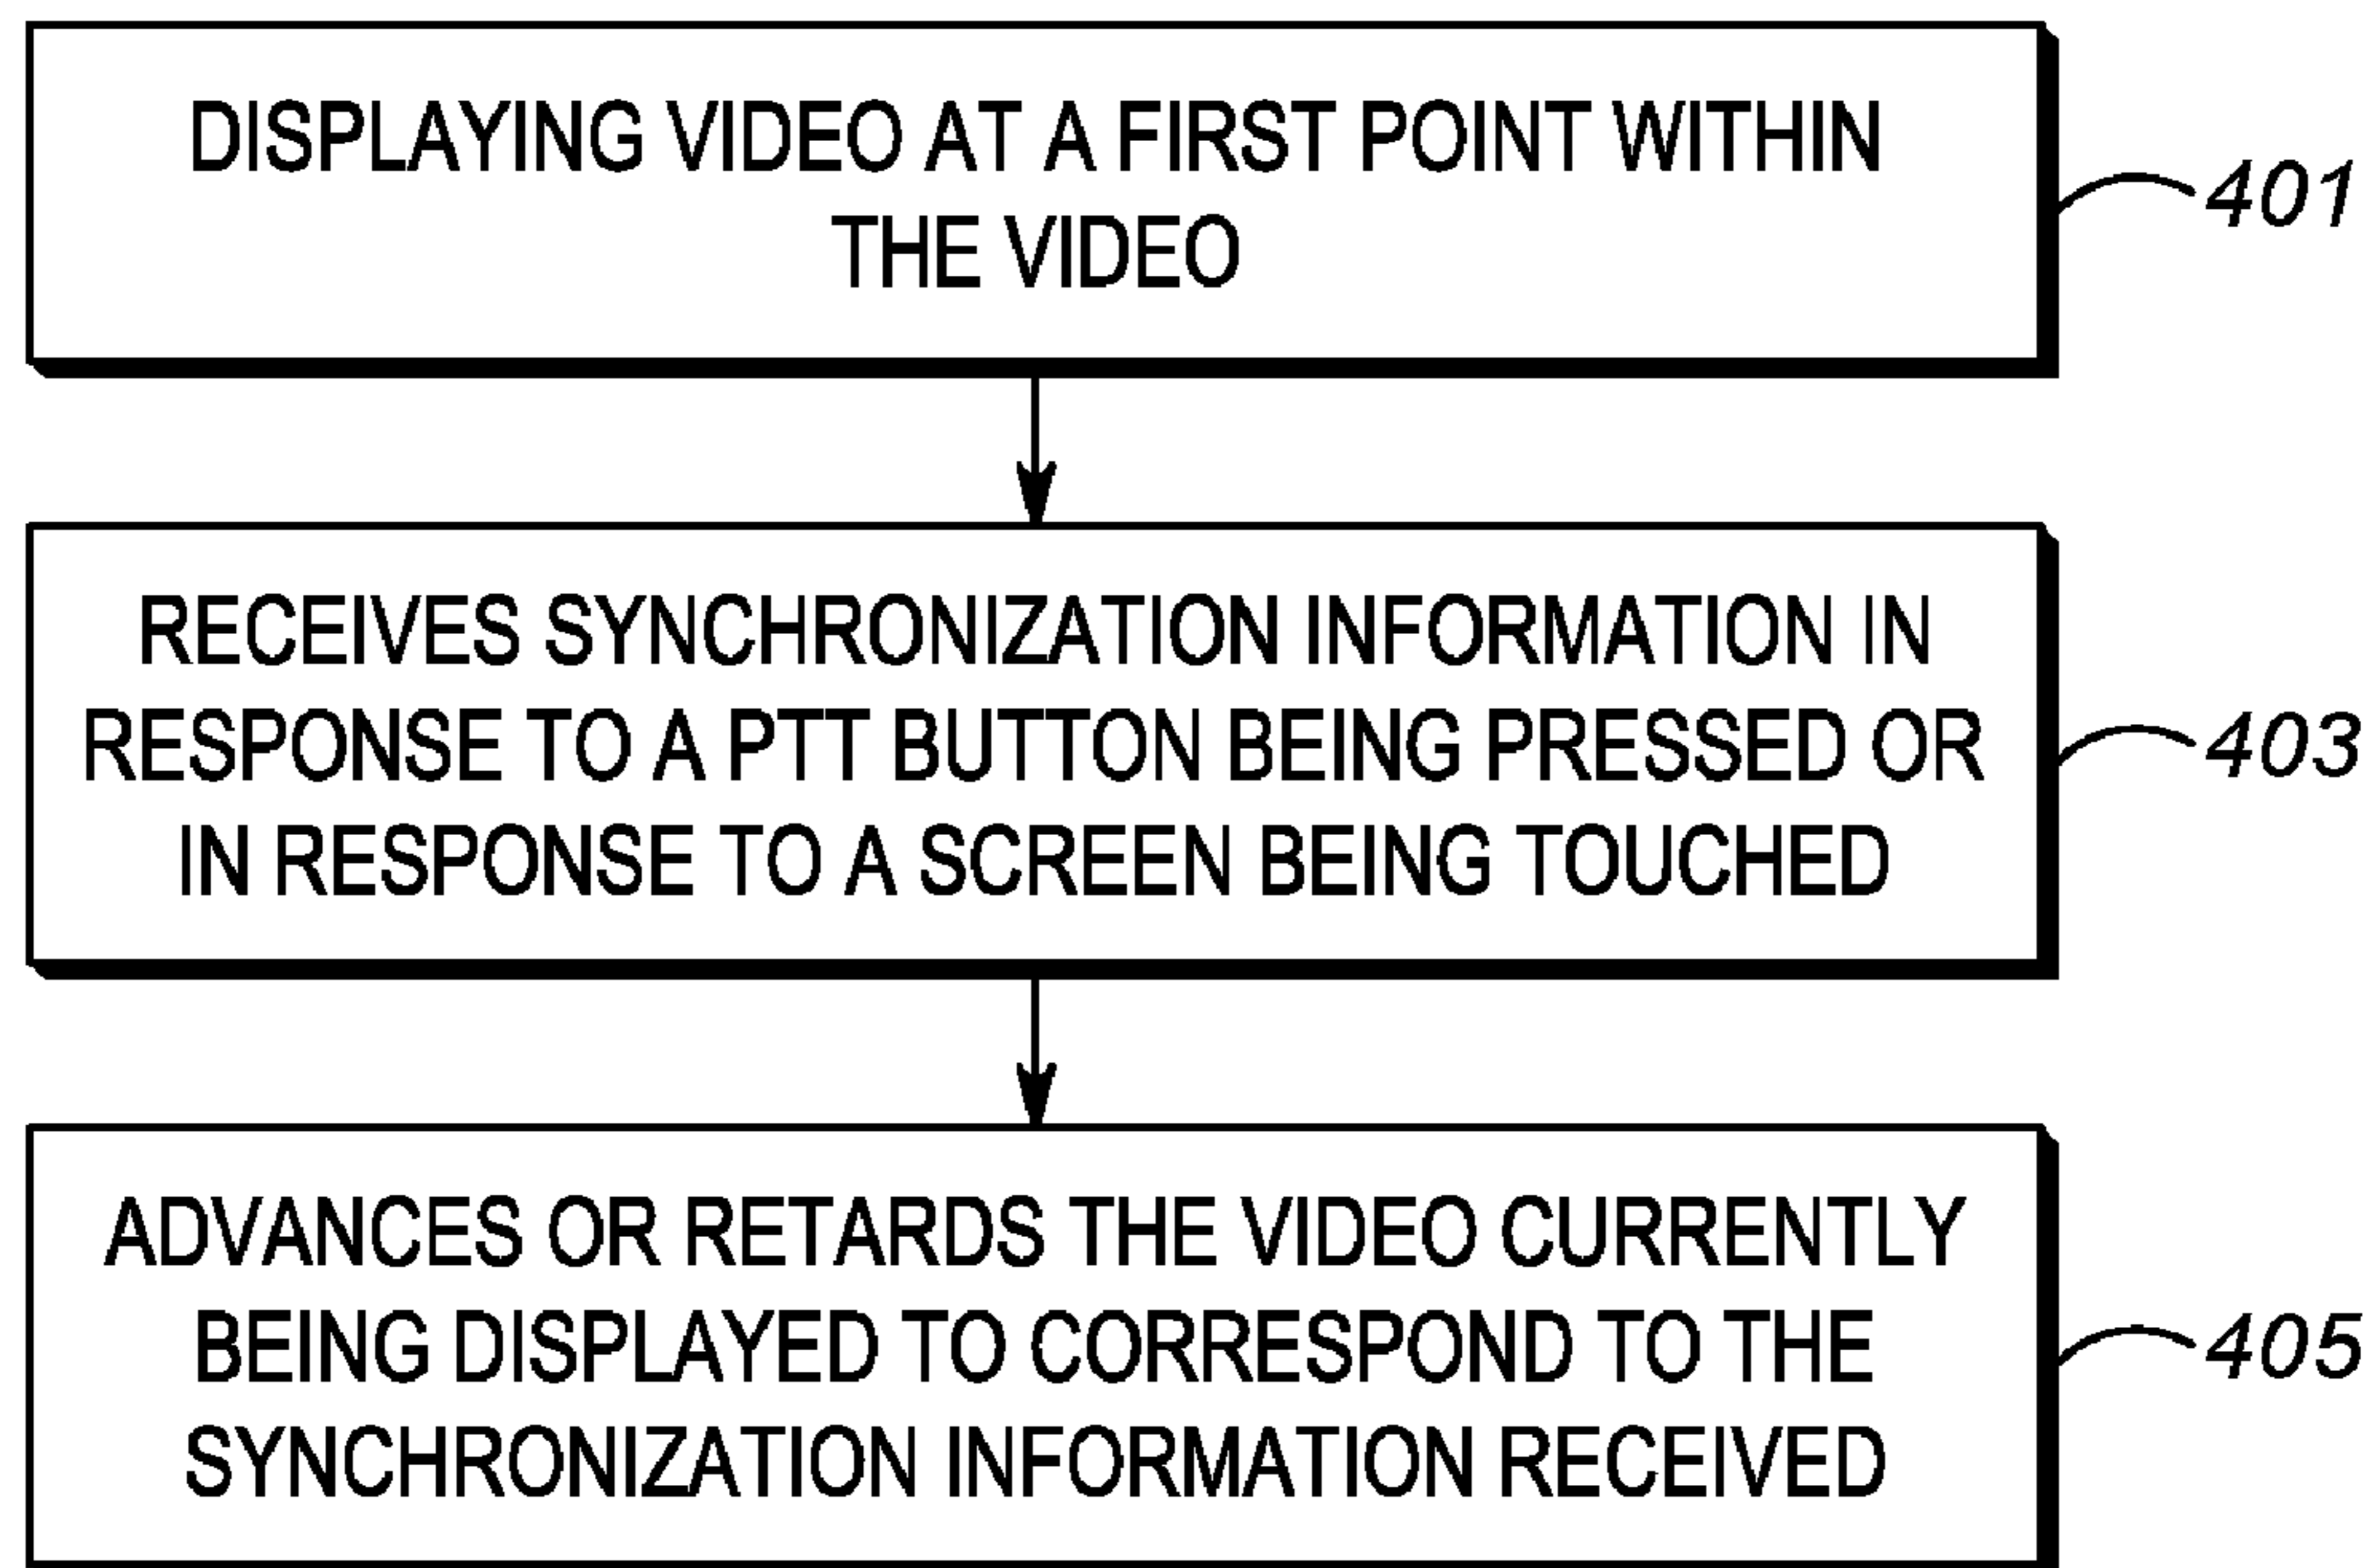 DISPLAYING VIDEO AT A FIRST POINT WITHIN
THE VIDEO
401
RECEIVES SYNCHRONIZATION INFORMATION IN
RESPONSE TO A PTT BUTTON BEING PRESSED OR
IN RESPONSE TO A SCREEN BEING TOUCHED
403
ADVANCES OR RETARDS THE VIDEO CURRENTLY
BEING DISPLAYED TO CORRESPOND TO THE
SYNCHRONIZATION INFORMATION RECEIVED
405